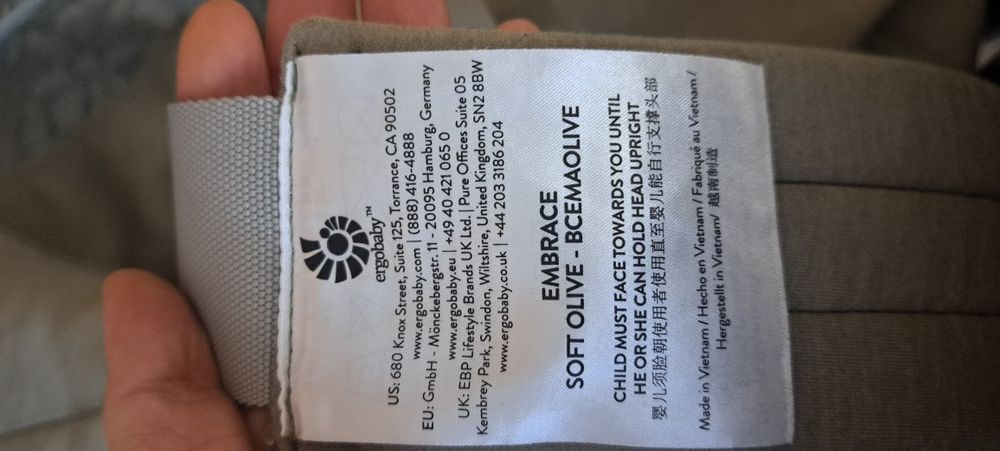 ergobaby™
US: 680 Knox Street, Suite 125, Torrance, CA 90502
www.ergobaby.com | (888) 416-4888
EU: GmbH - Mönckebergstr. 11 - 20095 Hamburg, Germany
www.ergobaby.eu | +49 40 421 065 0
UK: EBP Lifestyle Brands UK Ltd. | Pure Offices Suite 05
Kembrey Park, Swindon, Wiltshire, United Kingdom, SN2 8BW
www.ergobaby.co.uk | +44 203 3186 204
EMBRACE
SOFT OLIVE - BCEMAOLIVE
CHILD MUST FACE TOWARDS YOU UNTIL
HE OR SHE CAN HOLD HEAD UPRIGHT
婴儿须脸朝使用者使用直至婴儿能自行支撑头部
Made in Vietnam / Hecho en Vietnam / Fabriqué au Vietnam /
Hergestellt in Vietnam/ 越南制造